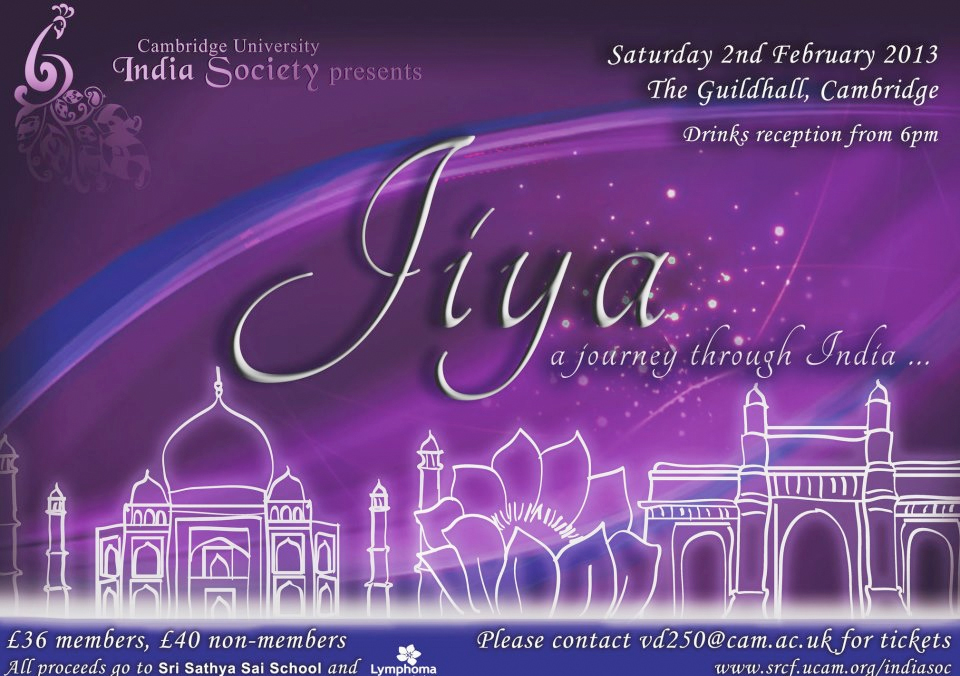 Cambridge University
India Society presents
Saturday 2nd February 2013
The Guildhall, Cambridge
Drinks reception from 6pm
Jiya
a journey through India ...
£36 members, £40 non-members
All proceeds go to Sri Sathya Sai School and Lymphoma
Please contact vd250@cam.ac.uk for tickets
www.srcf.ucam.org/indiasoc